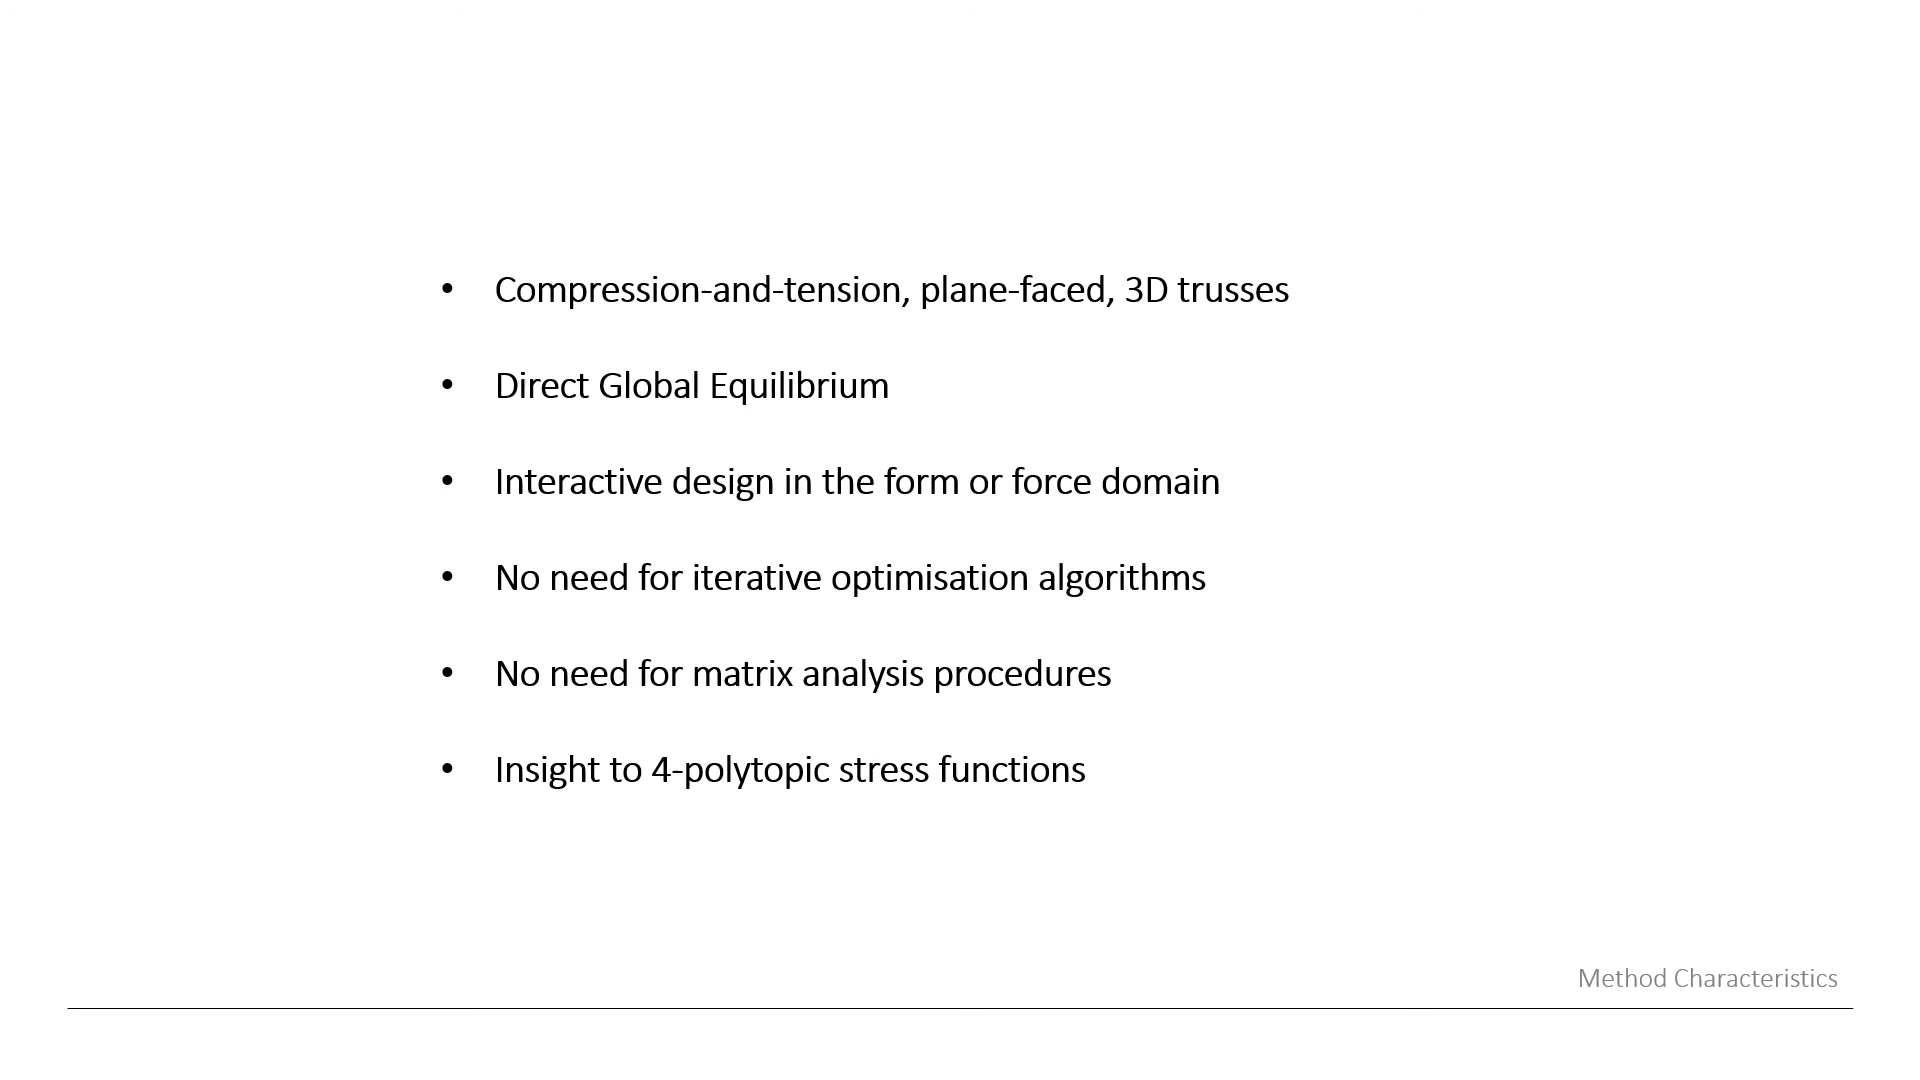 • Compression-and-tension, plane-faced, 3D trusses
• Direct Global Equilibrium
• Interactive design in the form or force domain
• No need for iterative optimisation algorithms
• No need for matrix analysis procedures
• Insight to 4-polytopic stress functions
Method Characteristics